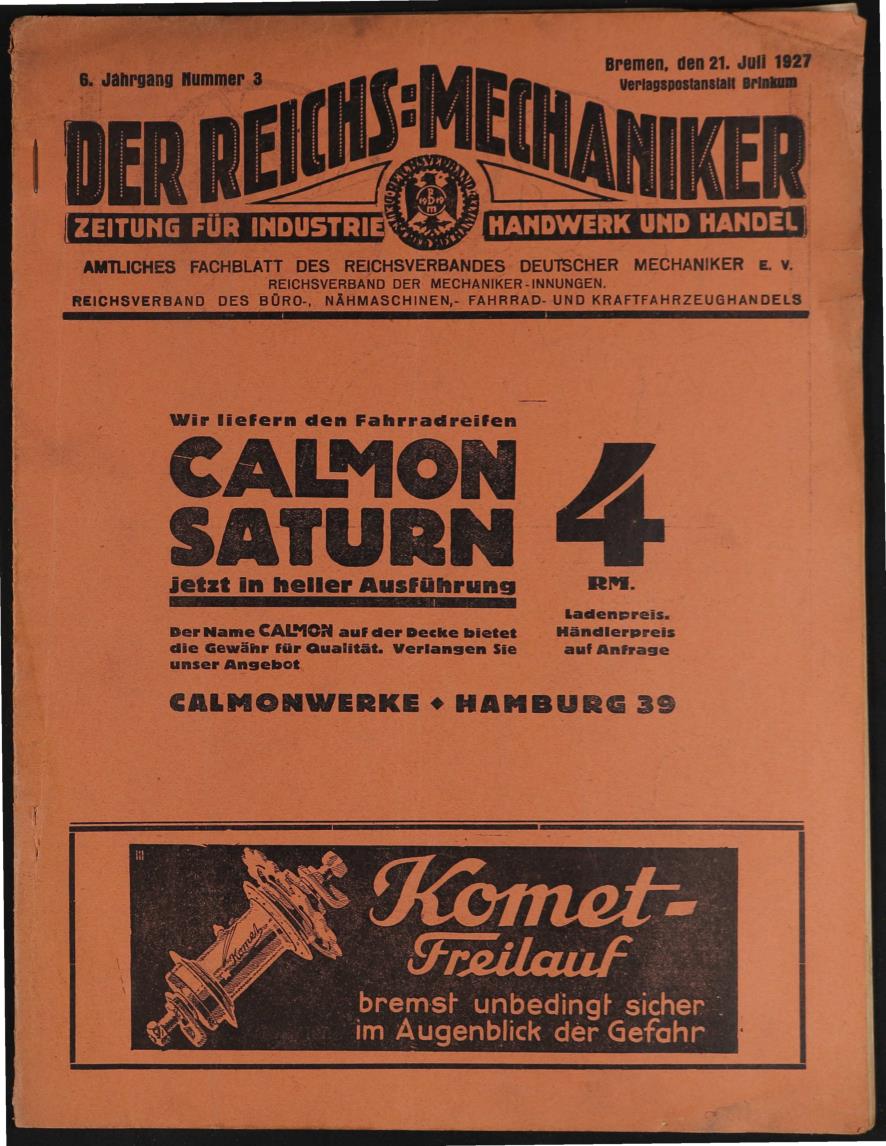 6. Jahrgang Nummer 3
Bremen, den 21. Juli 1927
Verlagspostanstalt Brinkum
DER REICHS-MECHANIKER
ZEITUNG FÜR INDUSTRIE HANDWERK UND HANDEL
AMTLICHES FACHBLATT DES REICHSVERBANDES DEUTSCHER MECHANIKER E. V.
REICHSVERBAND DER MECHANIKER-INNUNGEN.
REICHSVERBAND DES BÜRO-, NÄHMASCHINEN,- FAHRRAD- UND KRAFTFAHRZEUGHANDELS
Wir liefern den Fahrradreifen
CALMON
SATURN
jetzt in heller Ausführung
4
RM.
Ladenpreis.
Händlerpreis
auf Anfrage
Der Name CALMON auf der Decke bietet
die Gewähr für Qualität. Verlangen Sie
unser Angebot
CALMONWERKE ◆ HAMBURG 39
Komet
Komet-
Freilauf
bremst unbedingt sicher
im Augenblick der Gefahr